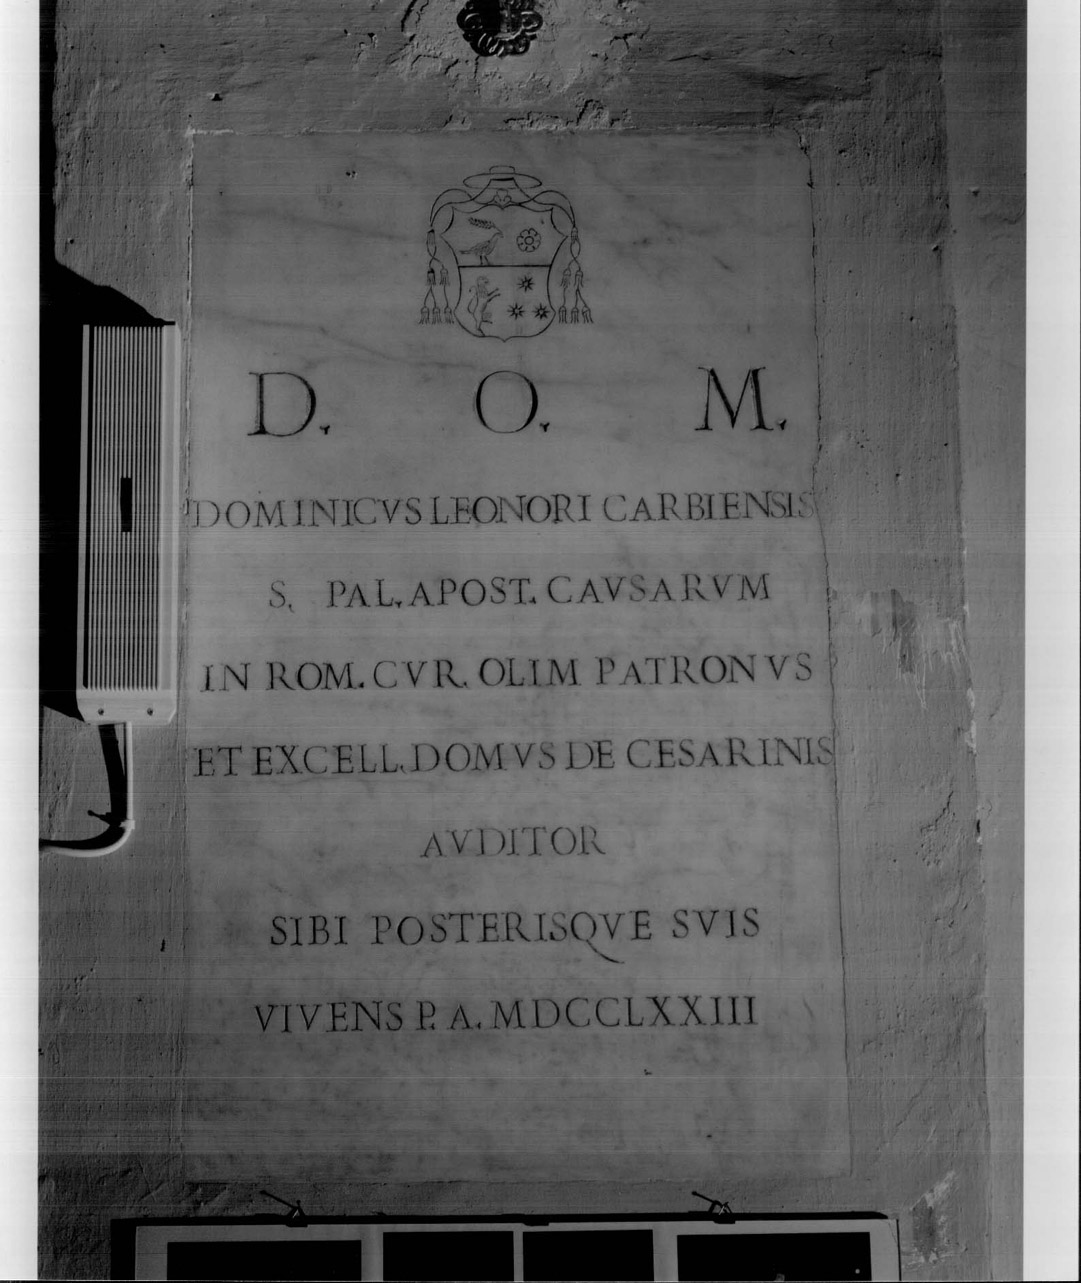 D. O. M.
DOMINICVS LEONORI CARBIENSIS
S. PAL. APOST. CAVSARVM
IN ROM. CVR. OLIM PATRONVS
ET EXCELL. DOMVS DE CESARINIS
AVDITOR
SIBI POSTERISQVE SVIS
VIVENS P. A. MDCCLXXIII